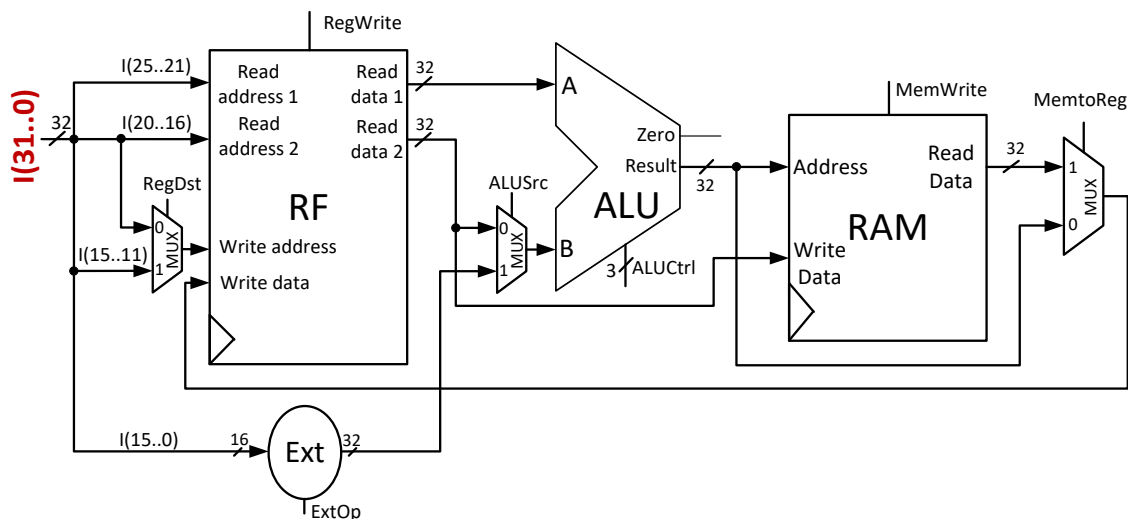 RegWrite
I(31..0)
32
I(25..21)
I(20..16)
RegDst
0
MUX
1
I(15..11)
Read
address 1
Read
address 2
Read
data 1
Read
data 2
RF
Write address
Write data
32
32
ALUSrc
0
MUX
1
A
B
ALU
Zero
Result
32
3
ALUCtrl
MemWrite
Address
Read
Data
RAM
Write
Data
32
MemtoReg
1
MUX
0
I(15..0)
16
Ext
32
ExtOp